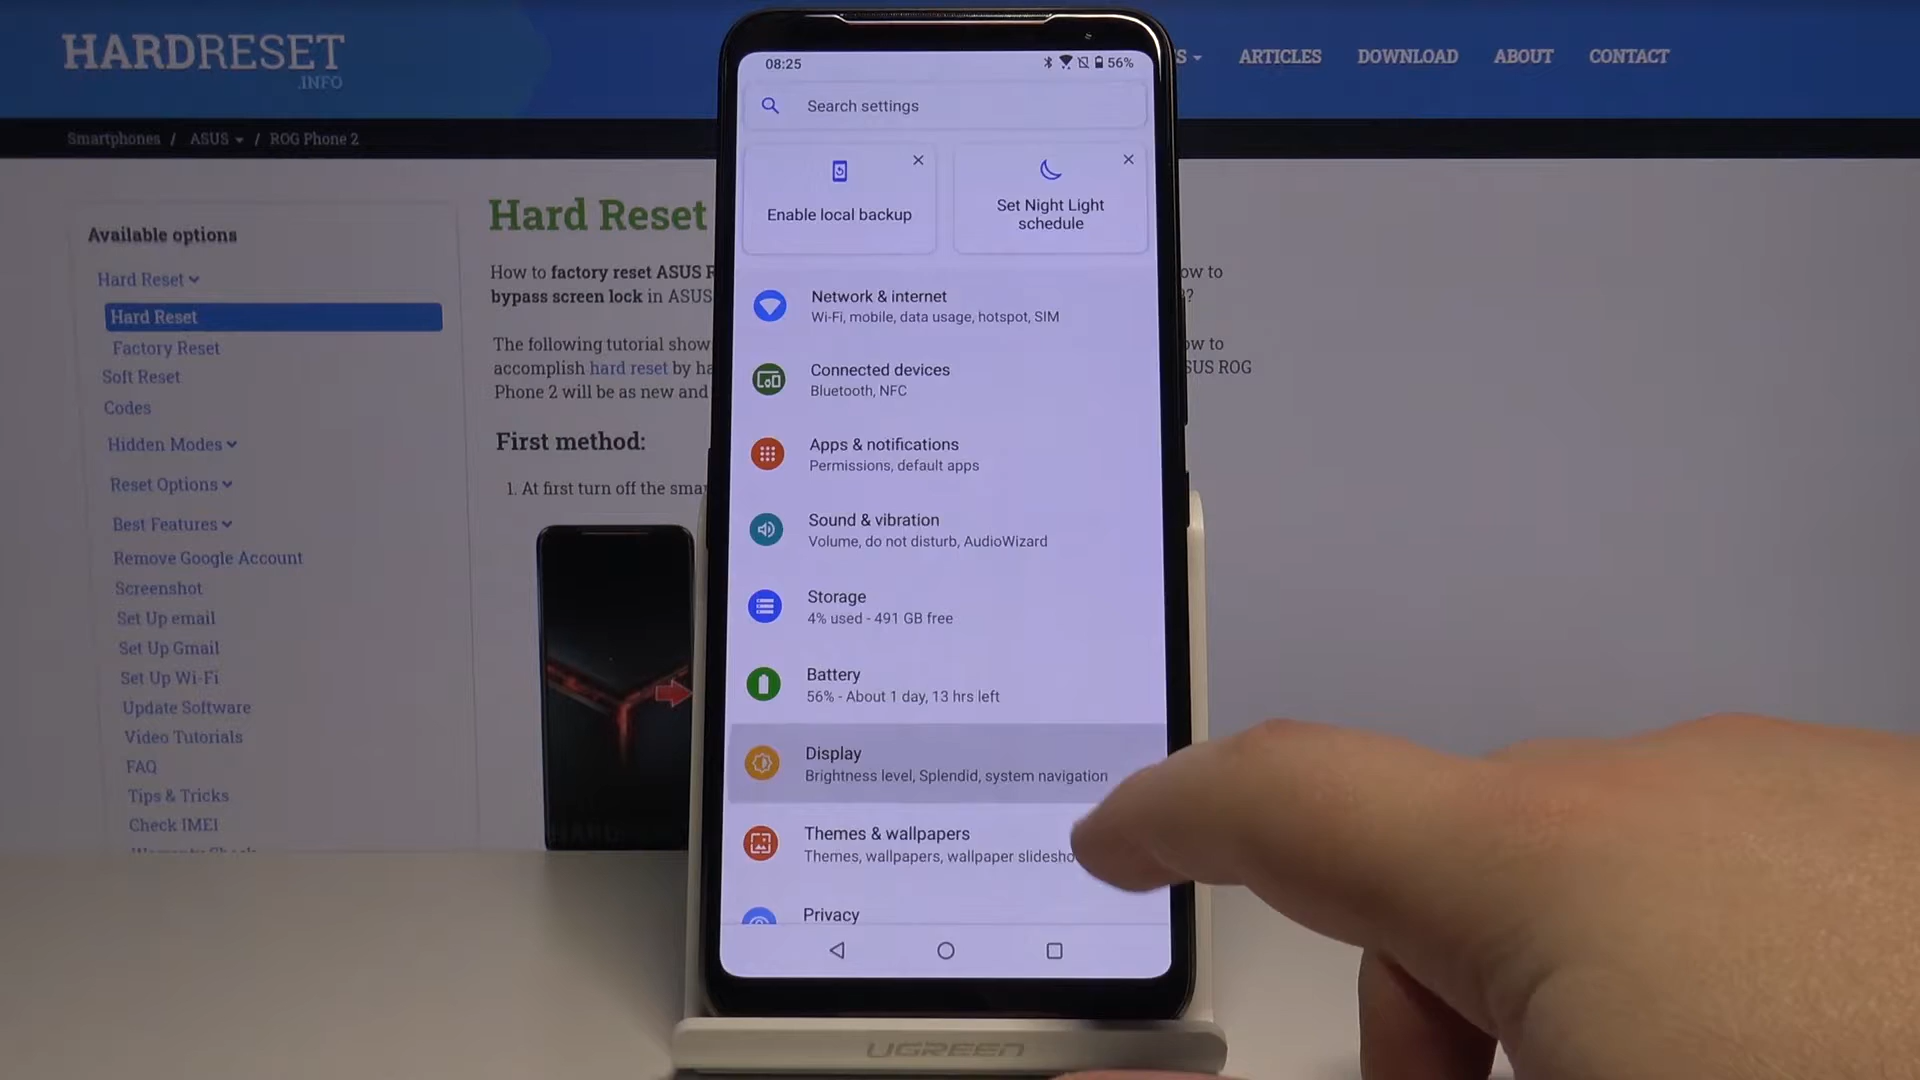 HARDRESET
.INFO
S
ARTICLES
DOWNLOAD
ABOUT
CONTACT
Smartphones / ASUS / ROG Phone 2
Available options
Hard Reset
Hard Reset
Factory Reset
Soft Reset
Codes
Hidden Modes
Reset Options
Best Features
Remove Google Account
Screenshot
Set Up email
Set Up Gmail
Set Up Wi-Fi
Update Software
Video Tutorials
FAQ
Tips & Tricks
Check IMEI
Hard Reset
How to factory reset ASUS R
ow to
bypass screen lock in ASUS
?
The following tutorial show
ow to
accomplish hard reset by ha
SUS ROG
Phone 2 will be as new and
First method:
1. At first turn off the sma
08:25
56%
Search settings
Enable local backup
Set Night Light
schedule
Network & internet
Wi-Fi, mobile, data usage, hotspot, SIM
Connected devices
Bluetooth, NFC
Apps & notifications
Permissions, default apps
Sound & vibration
Volume, do not disturb, AudioWizard
Storage
4% used - 491 GB free
Battery
56% - About 1 day, 13 hrs left
Display
Brightness level, Splendid, system navigation
Themes & wallpapers
Themes, wallpapers, wallpaper slidesho
Privacy
UGREEN